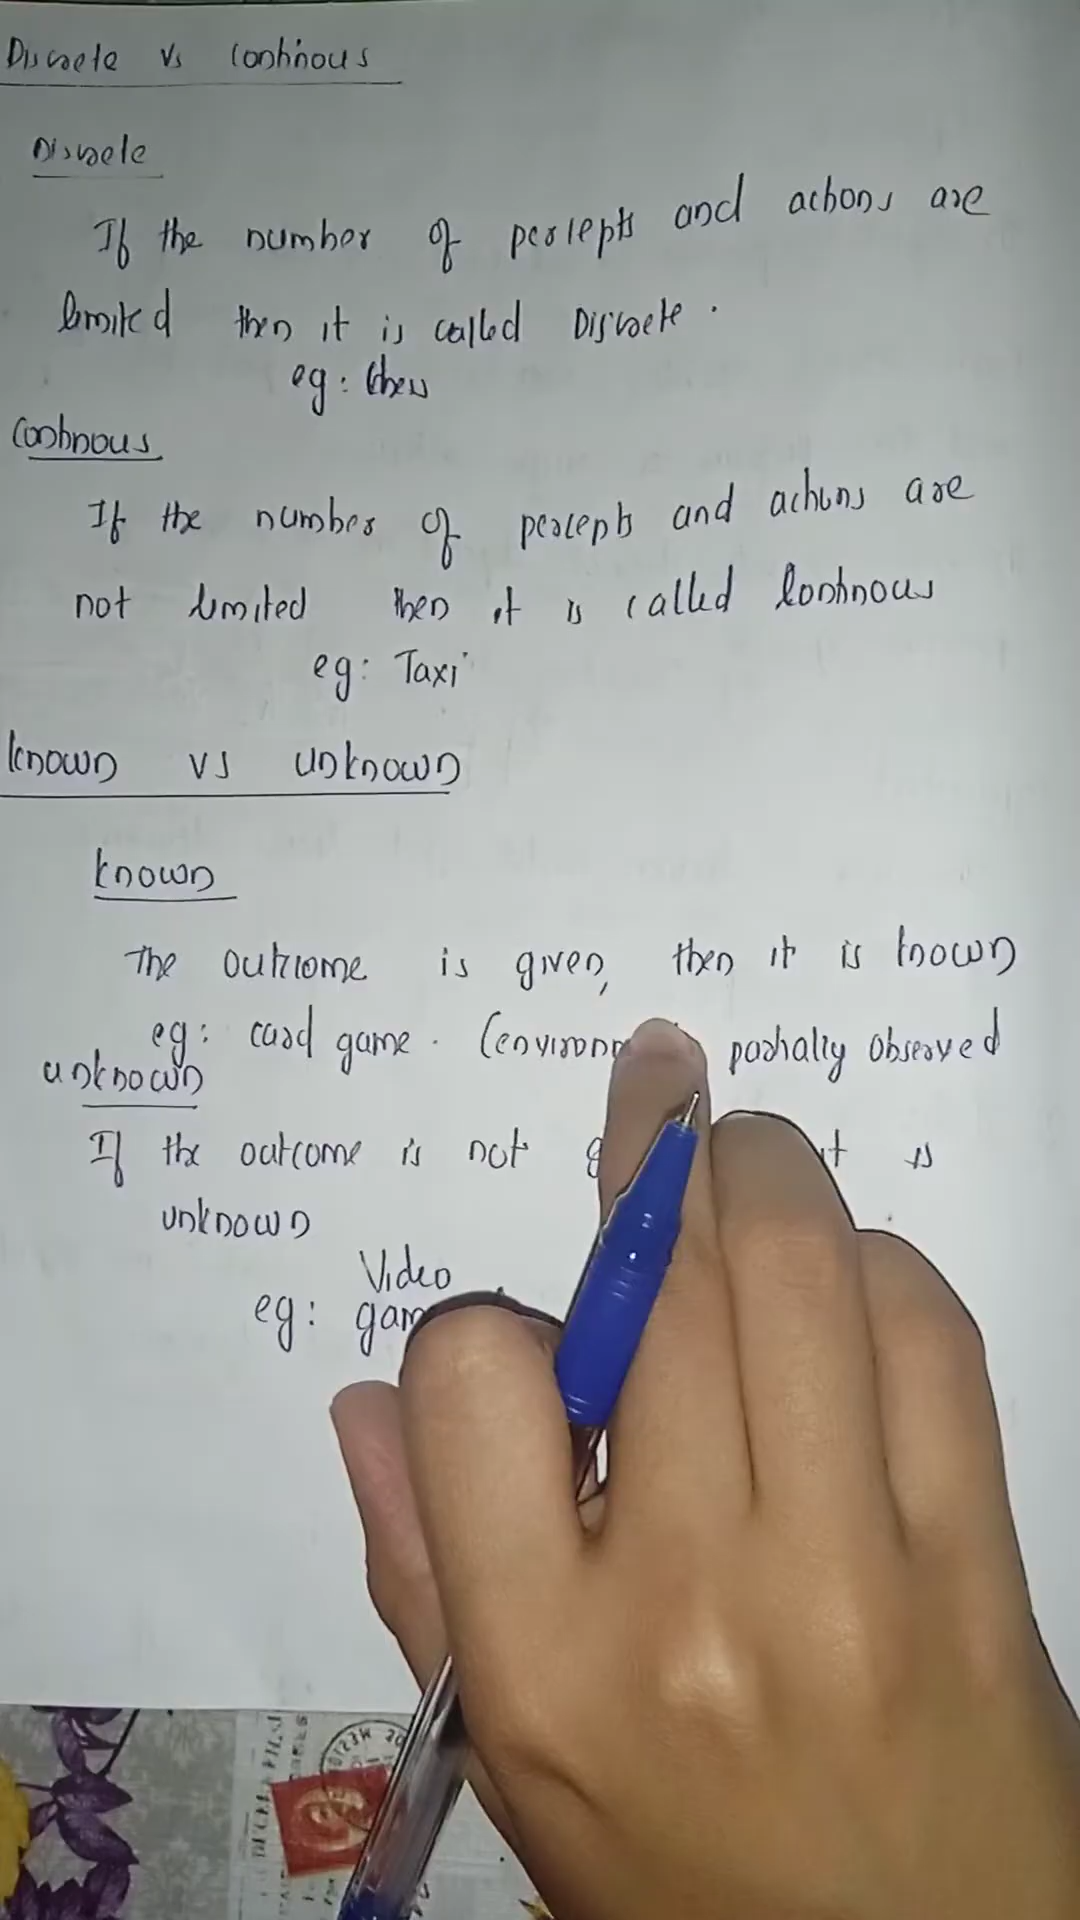 Discrete vs Continous
Discrete
If the number of percepts and actions are
limited then it is called Discrete.
eg: Chess
Continous
If the number of percepts and actions are
not limited then it is called Continous
eg: Taxi
known vs unknown
known
The outcome is given, then it is known
eg: card game. (environ partially observed
unknown
If the outcome is not it is
unknown
Video
eg: gam